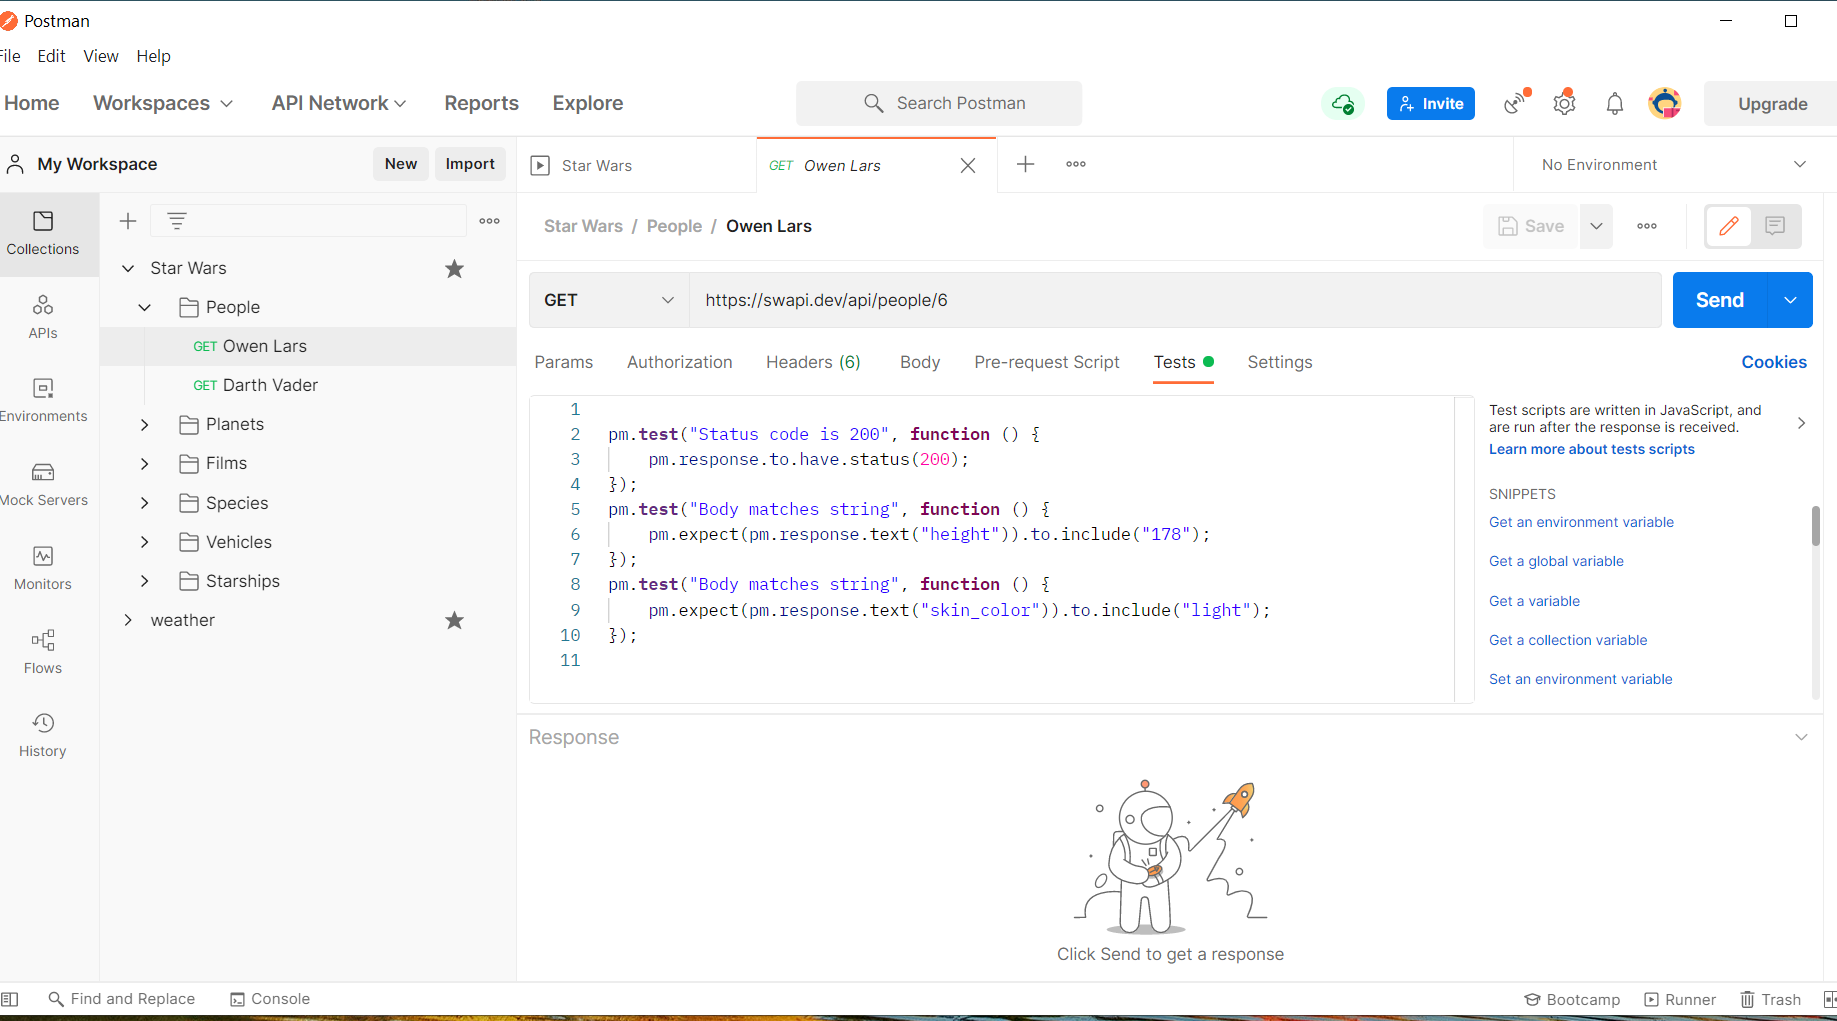 Postman
File Edit View Help
Home Workspaces API Network Reports Explore Search Postman Invite Upgrade
My Workspace New Import
Star Wars GET Owen Lars No Environment
Collections
APIs
Environments
Mock Servers
Monitors
Flows
History
Star Wars
People
GET Owen Lars
GET Darth Vader
Planets
Films
Species
Vehicles
Starships
weather
Star Wars / People / Owen Lars Save
GET https://swapi.dev/api/people/6 Send
Params Authorization Headers (6) Body Pre-request Script Tests Settings Cookies
1
2 pm.test("Status code is 200", function () {
3 pm.response.to.have.status(200);
4 });
5 pm.test("Body matches string", function () {
6 pm.expect(pm.response.text("height")).to.include("178");
7 });
8 pm.test("Body matches string", function () {
9 pm.expect(pm.response.text("skin_color")).to.include("light");
10 });
11
Test scripts are written in JavaScript, and
are run after the response is received.
Learn more about tests scripts
SNIPPETS
Get an environment variable
Get a global variable
Get a variable
Get a collection variable
Set an environment variable
Response
Click Send to get a response
Find and Replace Console Bootcamp Runner Trash